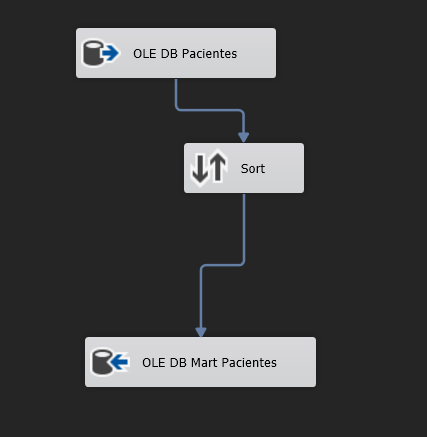 OLE DB Pacientes
Sort
OLE DB Mart Pacientes